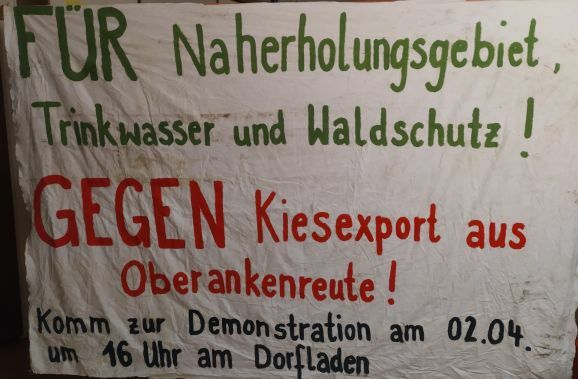 FÜR Naherholungsgebiet,
Trinkwasser und Waldschutz!
GEGEN Kiesexport aus
Oberankenreute!
Komm zur Demonstration am 02.04.
um 16 Uhr am Dorfladen